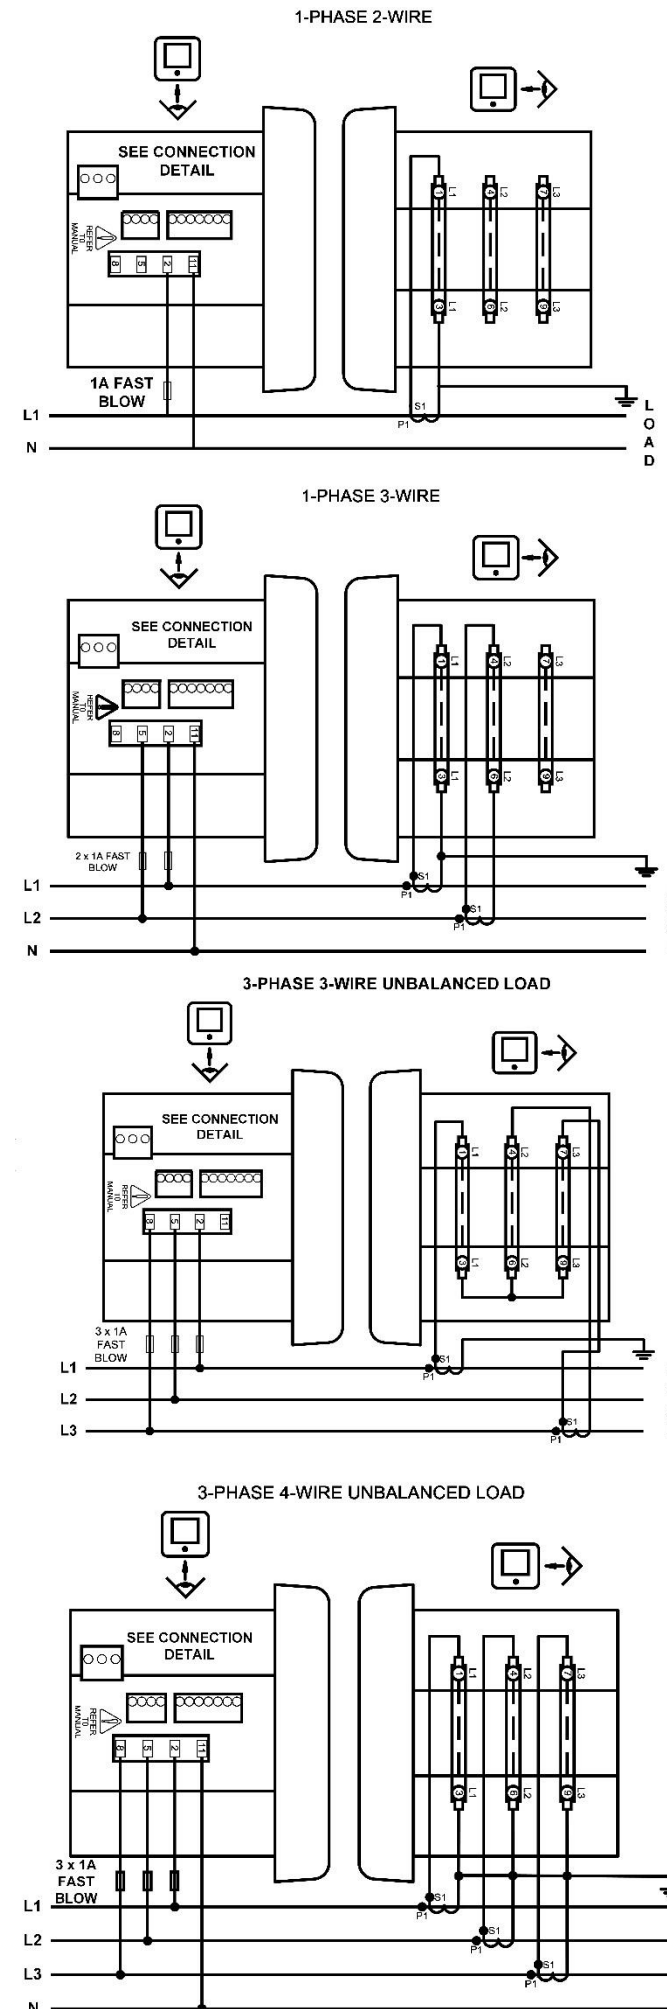 1-PHASE 2-WIRE
SEE CONNECTION
DETAIL
REFER
TO
MANUAL
8 5 2 11
1A FAST
BLOW
L1
N
1 L1 4 L2 7 L3
3 L1 6 L2 9 L3
S1
P1
L
O
A
D
1-PHASE 3-WIRE
SEE CONNECTION
DETAIL
REFER
TO
MANUAL
8 5 2 11
2 x 1A FAST
BLOW
L1
L2
N
1 L1 4 L2 7 L3
3 L1 6 L2 9 L3
S1
P1
S1
P1
3-PHASE 3-WIRE UNBALANCED LOAD
SEE CONNECTION
DETAIL
REFER
TO
MANUAL
8 5 2 11
3 x 1A
FAST
BLOW
L1
L2
L3
1 L1 4 L2 7 L3
3 L1 6 L2 9 L3
S1
P1
S1
P1
3-PHASE 4-WIRE UNBALANCED LOAD
SEE CONNECTION
DETAIL
REFER
TO
MANUAL
8 5 2 11
3 x 1A
FAST
BLOW
L1
L2
L3
N
1 L1 4 L2 7 L3
3 L1 6 L2 9 L3
S1
P1
S1
P1
S1
P1